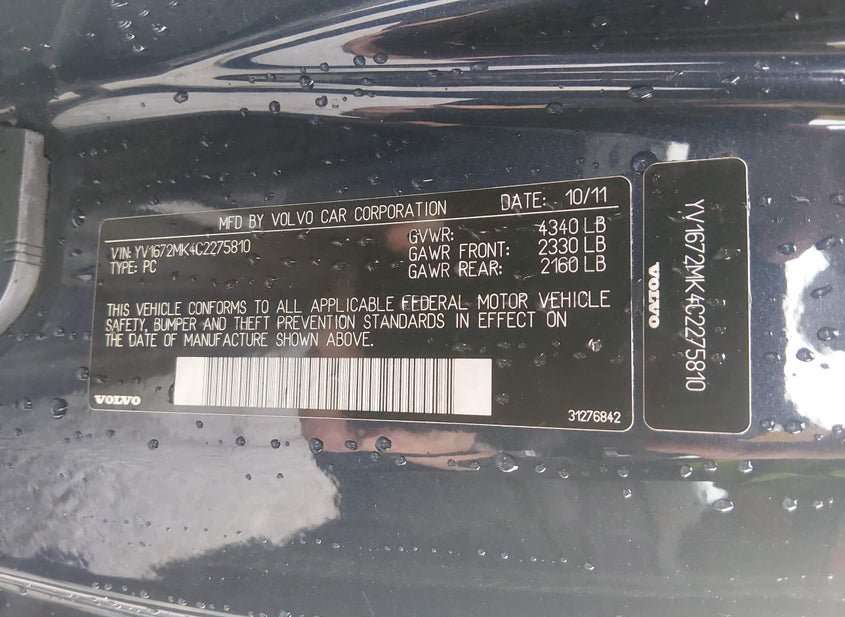 MFD BY VOLVO CAR CORPORATION DATE: 10/11
VIN: YV1672MK4C2275810
TYPE: PC
GVWR: 4340 LB
GAWR FRONT: 2330 LB
GAWR REAR: 2160 LB
THIS VEHICLE CONFORMS TO ALL APPLICABLE FEDERAL MOTOR VEHICLE
SAFETY, BUMPER AND THEFT PREVENTION STANDARDS IN EFFECT ON
THE DATE OF MANUFACTURE SHOWN ABOVE.
VOLVO
31276842
YV1672MK4C2275810
VOLVO